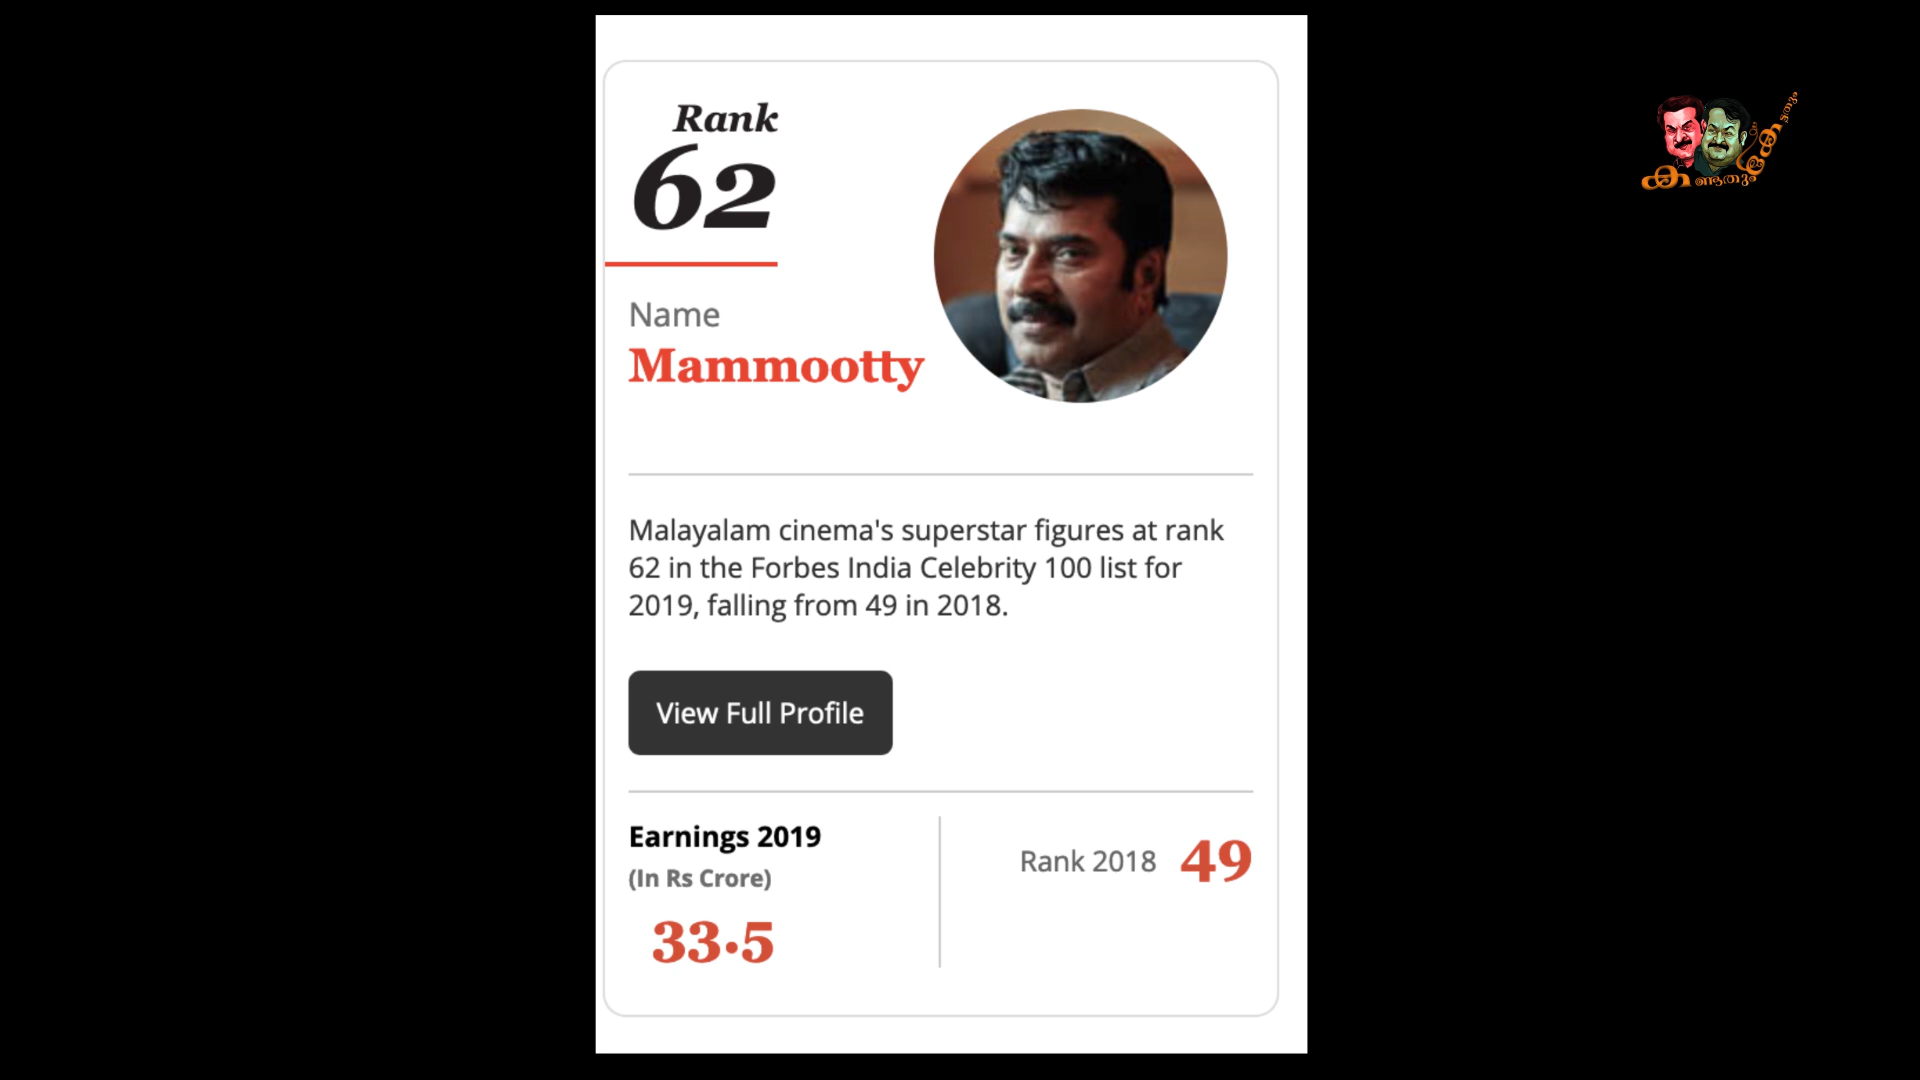 Rank
62
Name
Mammootty
Malayalam cinema's superstar figures at rank
62 in the Forbes India Celebrity 100 list for
2019, falling from 49 in 2018.
View Full Profile
Earnings 2019
(In Rs Crore)
33.5
Rank 2018 49
കണ്ടതും